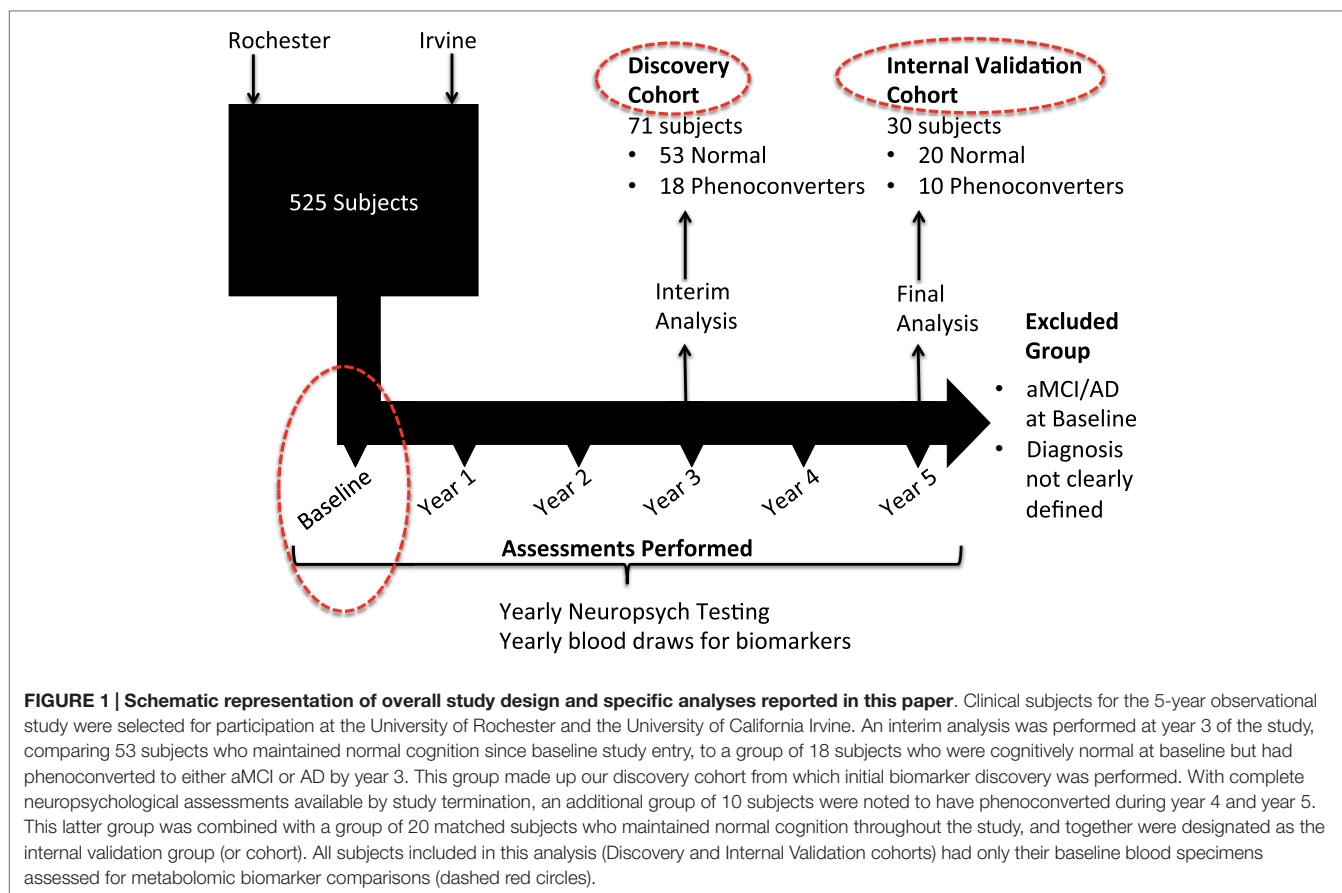 Rochester
Irvine
525 Subjects
Discovery
Cohort
71 subjects
• 53 Normal
• 18 Phenoconverters
Internal Validation
Cohort
30 subjects
• 20 Normal
• 10 Phenoconverters
Interim
Analysis
Final
Analysis
Excluded
Group
• aMCI/AD
at Baseline
• Diagnosis
not clearly
defined
Baseline
Year 1
Year 2
Year 3
Year 4
Year 5
Assessments Performed
Yearly Neuropsych Testing
Yearly blood draws for biomarkers
FIGURE 1 | Schematic representation of overall study design and specific analyses reported in this paper. Clinical subjects for the 5-year observational
study were selected for participation at the University of Rochester and the University of California Irvine. An interim analysis was performed at year 3 of the study,
comparing 53 subjects who maintained normal cognition since baseline study entry, to a group of 18 subjects who were cognitively normal at baseline but had
phenoconverted to either aMCI or AD by year 3. This group made up our discovery cohort from which initial biomarker discovery was performed. With complete
neuropsychological assessments available by study termination, an additional group of 10 subjects were noted to have phenoconverted during year 4 and year 5.
This latter group was combined with a group of 20 matched subjects who maintained normal cognition throughout the study, and together were designated as the
internal validation group (or cohort). All subjects included in this analysis (Discovery and Internal Validation cohorts) had only their baseline blood specimens
assessed for metabolomic biomarker comparisons (dashed red circles).